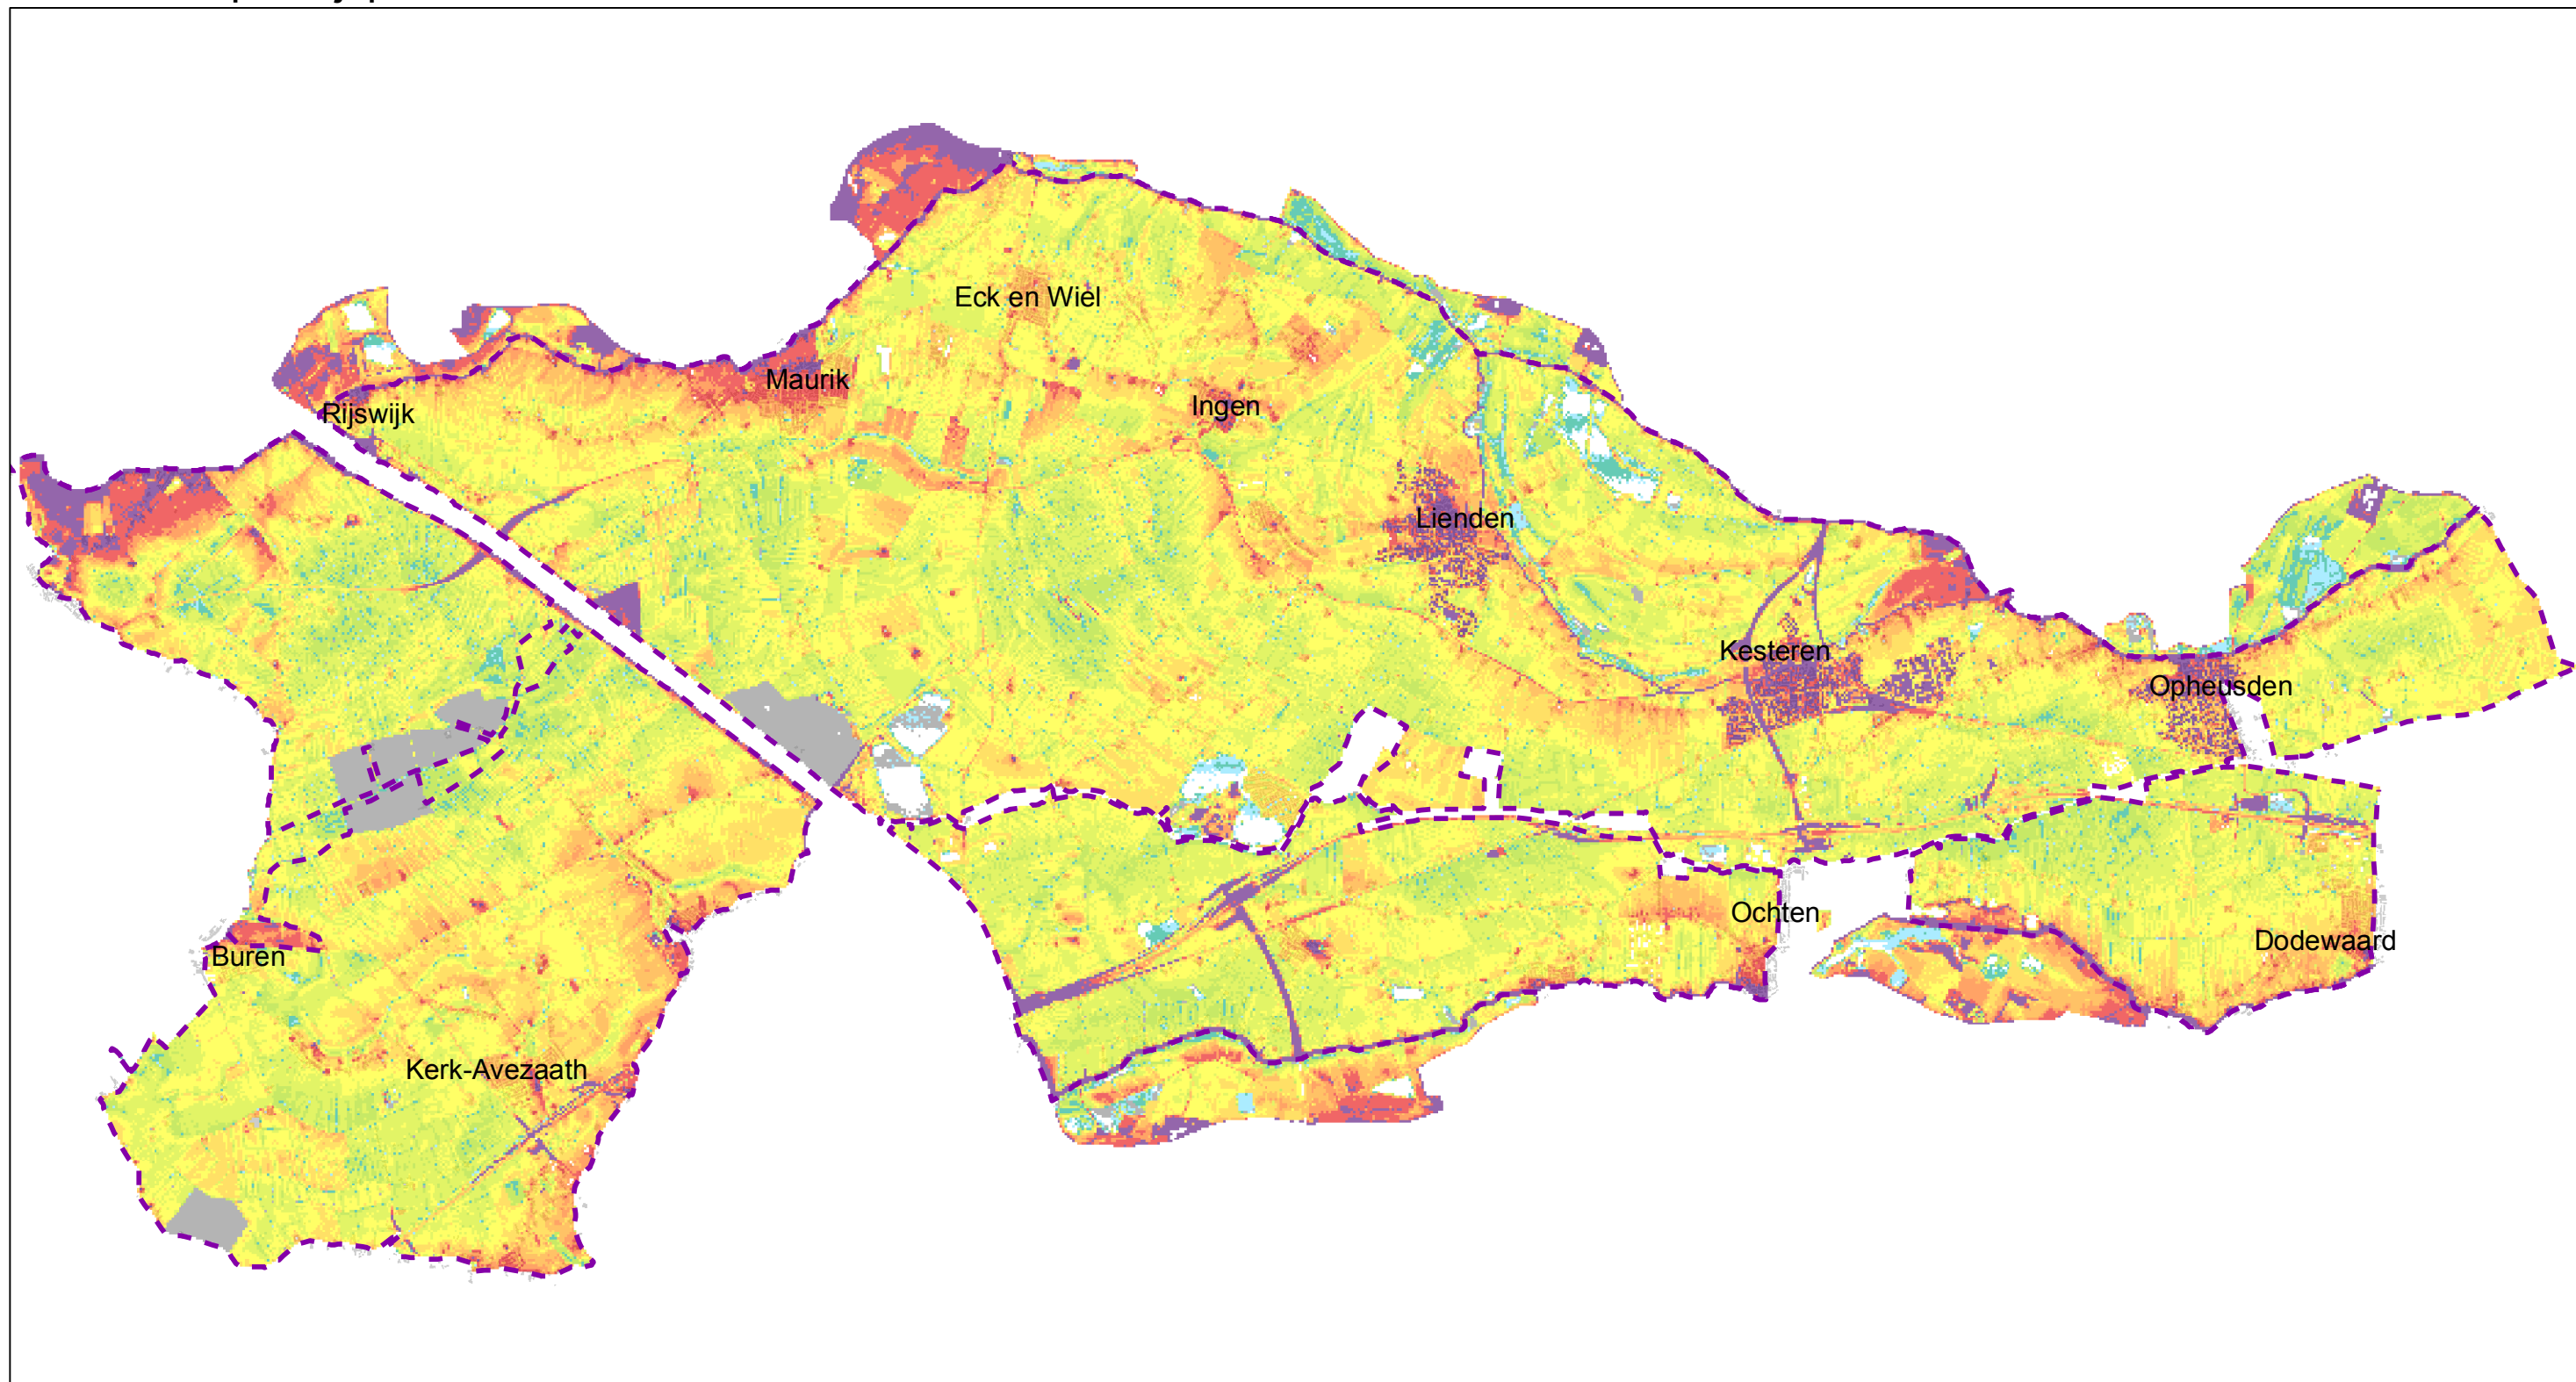 Eck en Wiel
Maurik
Rijswijk
Ingen
Lienden
Kesteren
Opheusden
Ochten
Dodewaard
Buren
Kerk-Avezaath